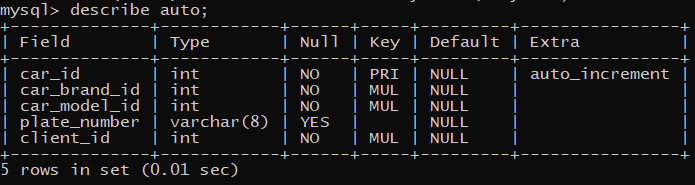 mysql> describe auto;
+--------------+------------+------+-----+---------+----------------+
| Field        | Type       | Null | Key | Default | Extra          |
+--------------+------------+------+-----+---------+----------------+
| car_id       | int        | NO   | PRI | NULL    | auto_increment |
| car_brand_id | int        | NO   | MUL | NULL    |                |
| car_model_id | int        | NO   | MUL | NULL    |                |
| plate_number | varchar(8) | YES  |     | NULL    |                |
| client_id    | int        | NO   | MUL | NULL    |                |
+--------------+------------+------+-----+---------+----------------+
5 rows in set (0.01 sec)